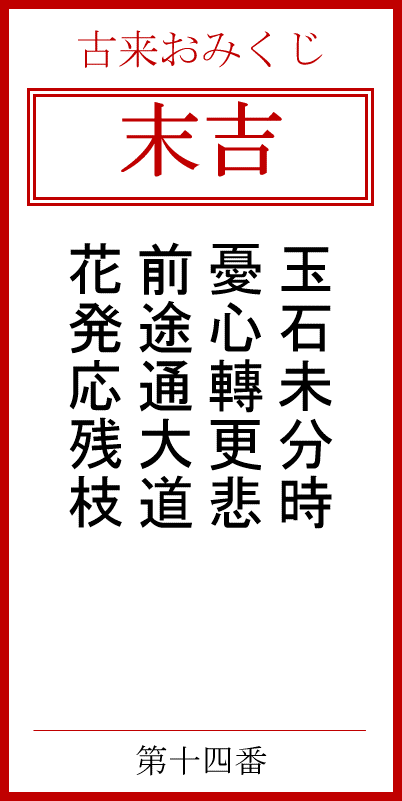 古来おみくじ
末吉
玉石未分時
憂心轉更悲
前途通大道
花発応残枝
第十四番